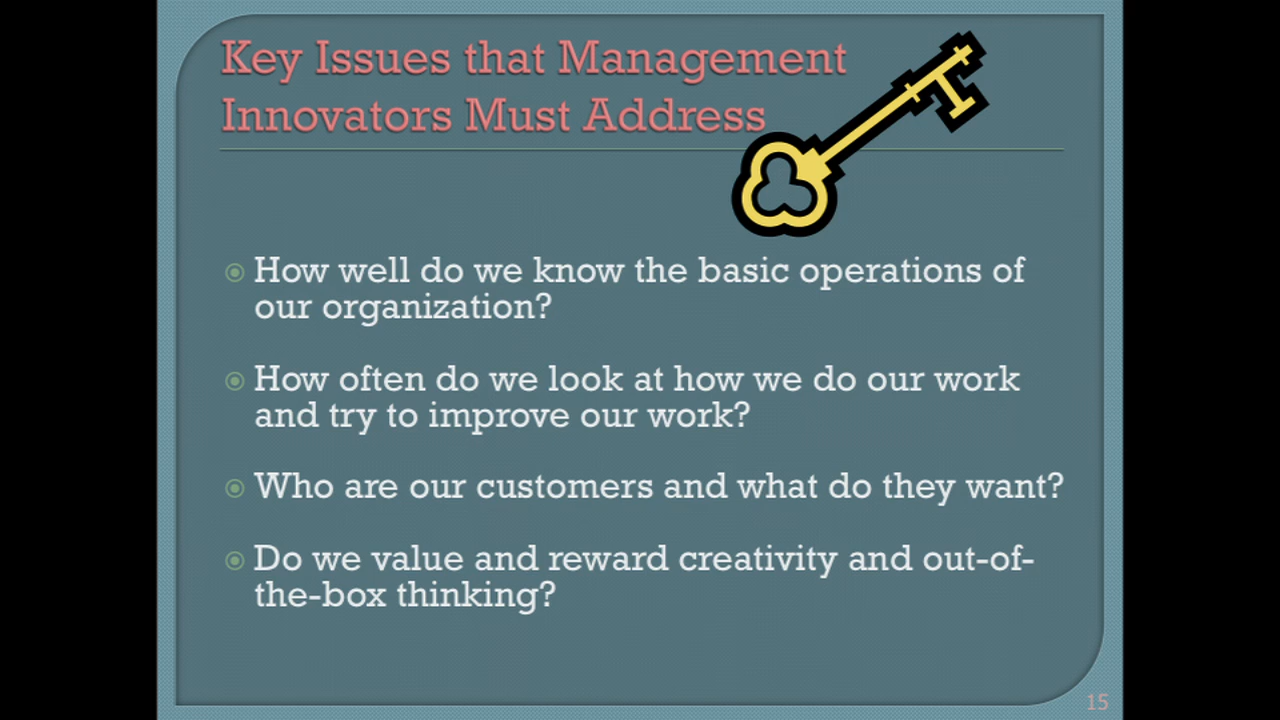 Key Issues that Management
Innovators Must Address
How well do we know the basic operations of
our organization?
How often do we look at how we do our work
and try to improve our work?
Who are our customers and what do they want?
Do we value and reward creativity and out-of-
the-box thinking?
15